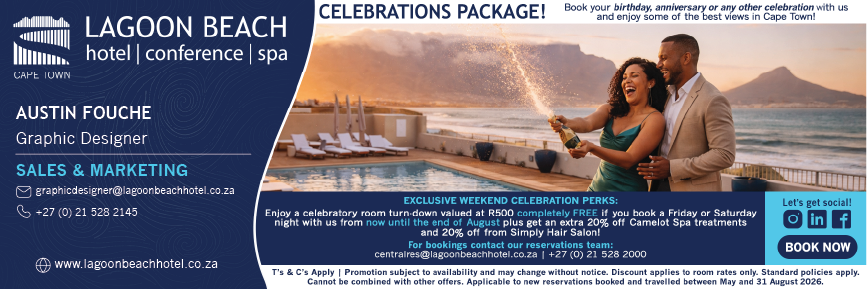 LAGOON BEACH
hotel | conference | spa
CAPE TOWN
AUSTIN FOUCHE
Graphic Designer
SALES & MARKETING
graphicdesigner@lagoonbeachhotel.co.za
+27 (0) 21 528 2145
www.lagoonbeachhotel.co.za
CELEBRATIONS PACKAGE!
Book your birthday, anniversary or any other celebration with us
and enjoy some of the best views in Cape Town!
EXCLUSIVE WEEKEND CELEBRATION PERKS:
Enjoy a celebratory room turn-down valued at R500 completely FREE if you book a Friday or Saturday
night with us from now until the end of August plus get an extra 20% off Camelot Spa treatments
and 20% off from Simply Hair Salon!
For bookings contact our reservations team:
centralres@lagoonbeachhotel.co.za | +27 (0) 21 528 2000
Let's get social!
BOOK NOW
T's & C's Apply | Promotion subject to availability and may change without notice. Discount applies to room rates only. Standard policies apply.
Cannot be combined with other offers. Applicable to new reservations booked and travelled between May and 31 August 2026.